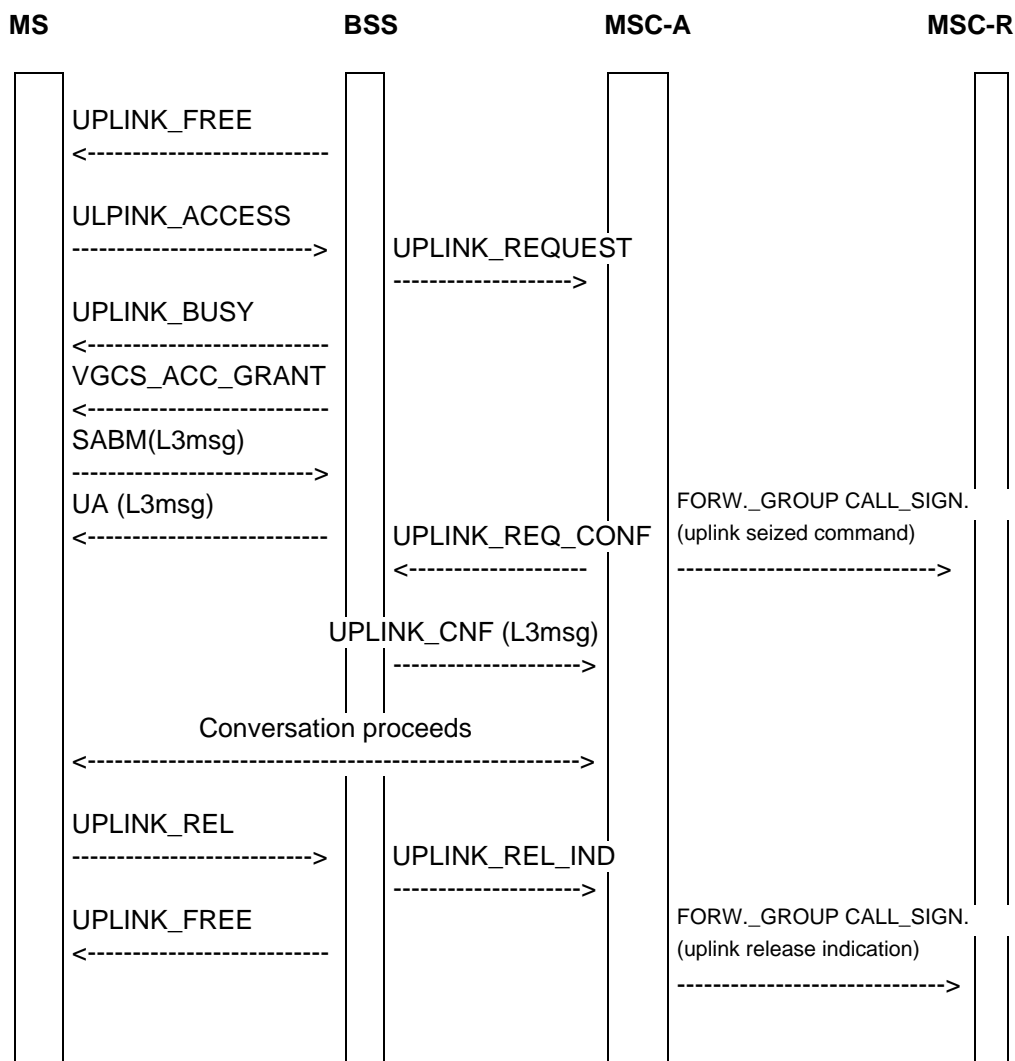 MS BSS MSC-A MSC-R
UPLINK_FREE
<----------------------------
ULPINK_ACCESS
--------------------------->
UPLINK_REQUEST
-------------------->
UPLINK_BUSY
<---------------------------
VGCS_ACC_GRANT
<---------------------------
SABM(L3msg)
--------------------------->
UA (L3msg)
<---------------------------
FORW._GROUP CALL_SIGN.
UPLINK_REQ_CONF (uplink seized command)
<-------------------- ----------------------------->
UPLINK_CNF (L3msg)
--------------------->
Conversation proceeds
<------------------------------------------------------->
UPLINK_REL
--------------------------->
UPLINK_REL_IND
--------------------->
UPLINK_FREE
<---------------------------
FORW._GROUP CALL_SIGN.
(uplink release indication)
------------------------------>